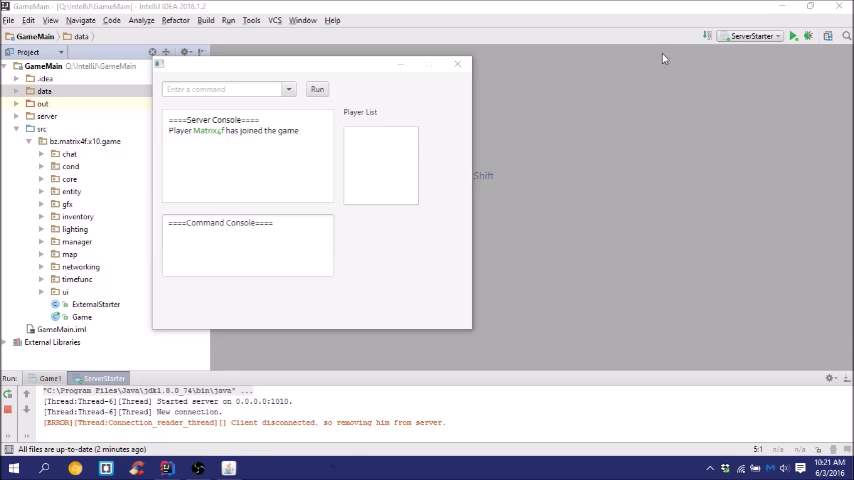 GameMain - [Q:\IntelliJ\GameMain] - IntelliJ IDEA 2016.1.2
File Edit View Navigate Code Analyze Refactor Build Run Tools VCS Window Help
GameMain data
ServerStarter
Project
GameMain Q:\IntelliJ\GameMain
.idea
data
out
server
src
bz.matrix4f.x10.game
chat
cond
core
entity
gfx
inventory
lighting
manager
map
networking
timefunc
ui
ExternalStarter
Game
GameMain.iml
External Libraries
Enter a command
Run
====Server Console====
Player Matrix4f has joined the game
Player List
====Command Console====
Shift
Run: Game1 ServerStarter
"C:\Program Files\Java\jdk1.8.0_74\bin\java" ...
[Thread:Thread-6][Thread] Started server on 0.0.0.0:1010.
[Thread:Thread-6][Thread] New connection.
[ERROR][Thread:Connection_reader_thread][] Client disconnected, so removing him from server.
All files are up-to-date (2 minutes ago)
5:1 n/a n/a
10:21 AM
6/3/2016